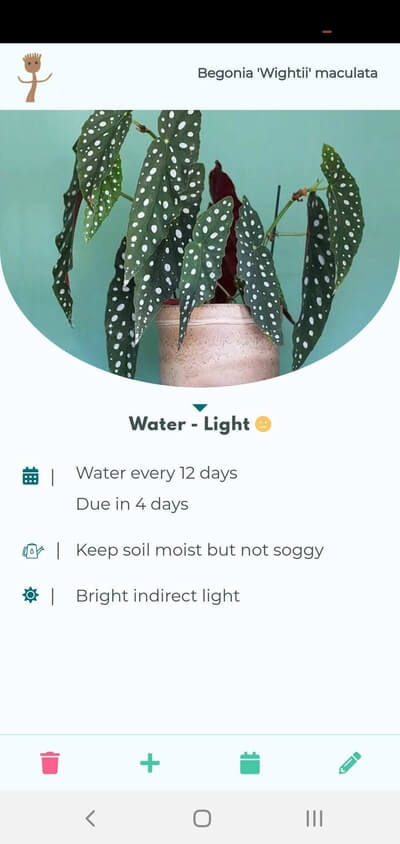 Begonia 'Wightii' maculata
Water - Light
Water every 12 days
Due in 4 days
Keep soil moist but not soggy
Bright indirect light